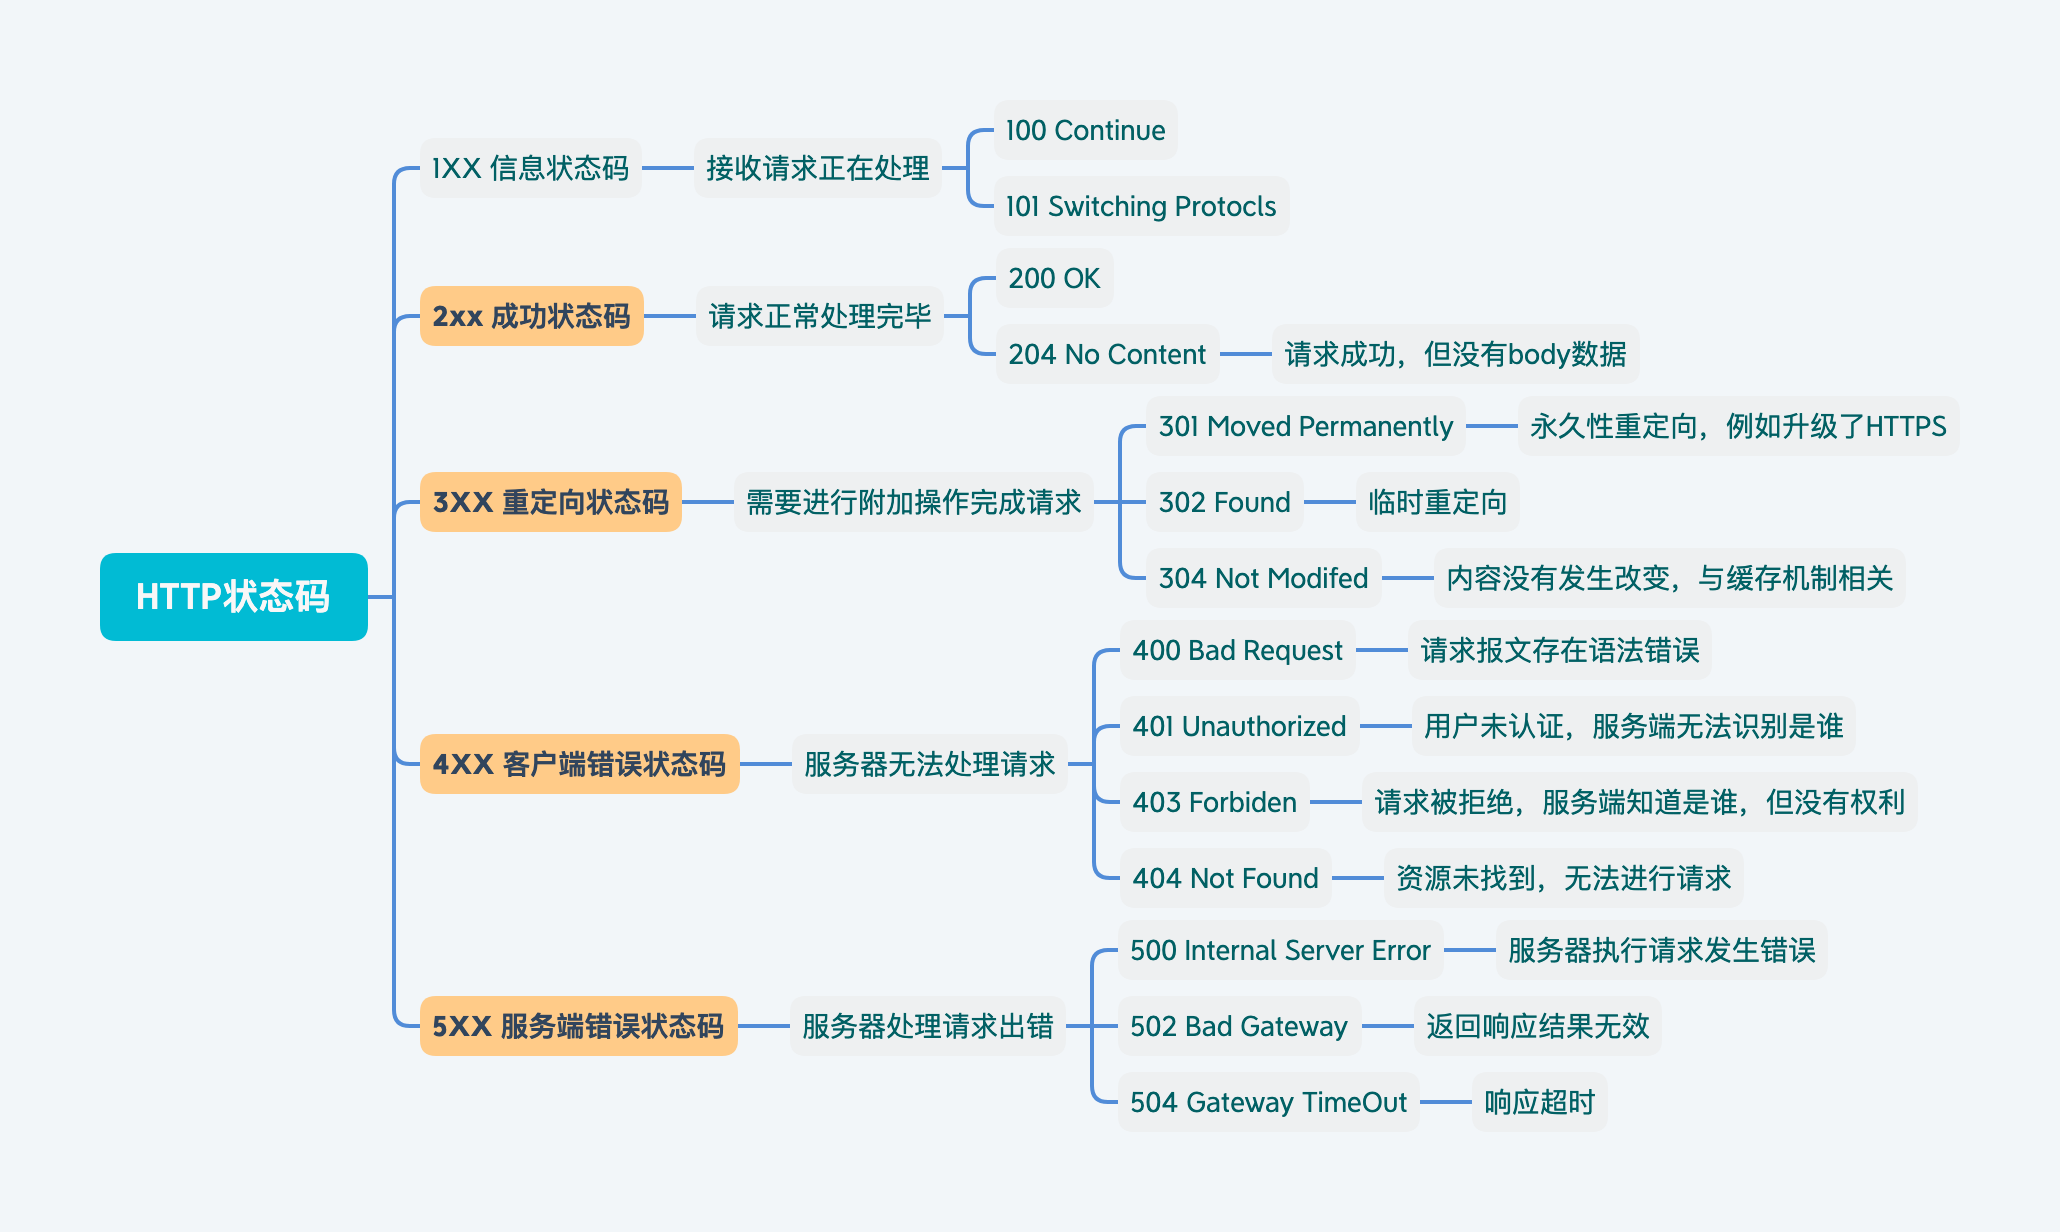 HTTP状态码
1XX 信息状态码
接收请求正在处理
100 Continue
101 Switching Protocls
2xx 成功状态码
请求正常处理完毕
200 OK
204 No Content
请求成功，但没有body数据
3XX 重定向状态码
需要进行附加操作完成请求
301 Moved Permanently
永久性重定向，例如升级了HTTPS
302 Found
临时重定向
304 Not Modifed
内容没有发生改变，与缓存机制相关
4XX 客户端错误状态码
服务器无法处理请求
400 Bad Request
请求报文存在语法错误
401 Unauthorized
用户未认证，服务端无法识别是谁
403 Forbiden
请求被拒绝，服务端知道是谁，但没有权利
404 Not Found
资源未找到，无法进行请求
5XX 服务端错误状态码
服务器处理请求出错
500 Internal Server Error
服务器执行请求发生错误
502 Bad Gateway
返回响应结果无效
504 Gateway TimeOut
响应超时